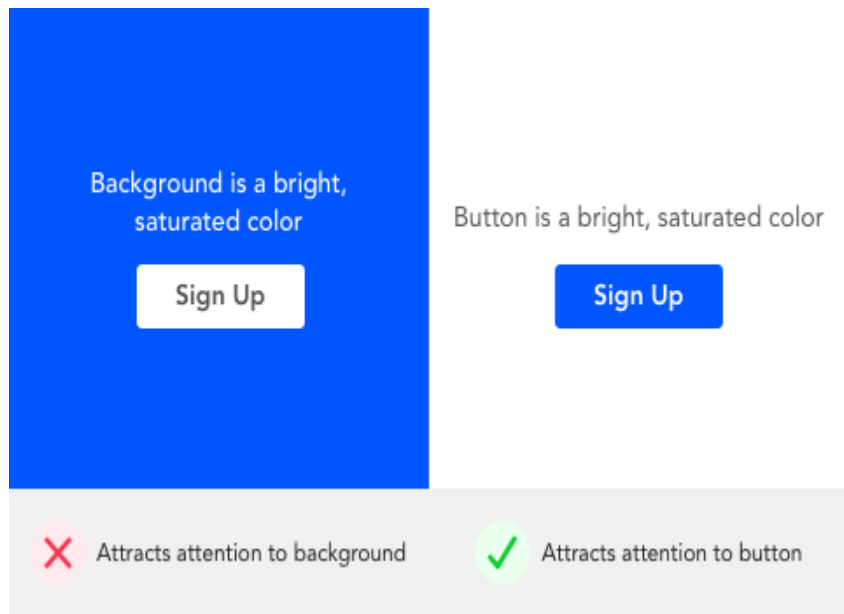 Background is a bright,
saturated color
Sign Up
Button is a bright, saturated color
Sign Up
Attracts attention to background
Attracts attention to button